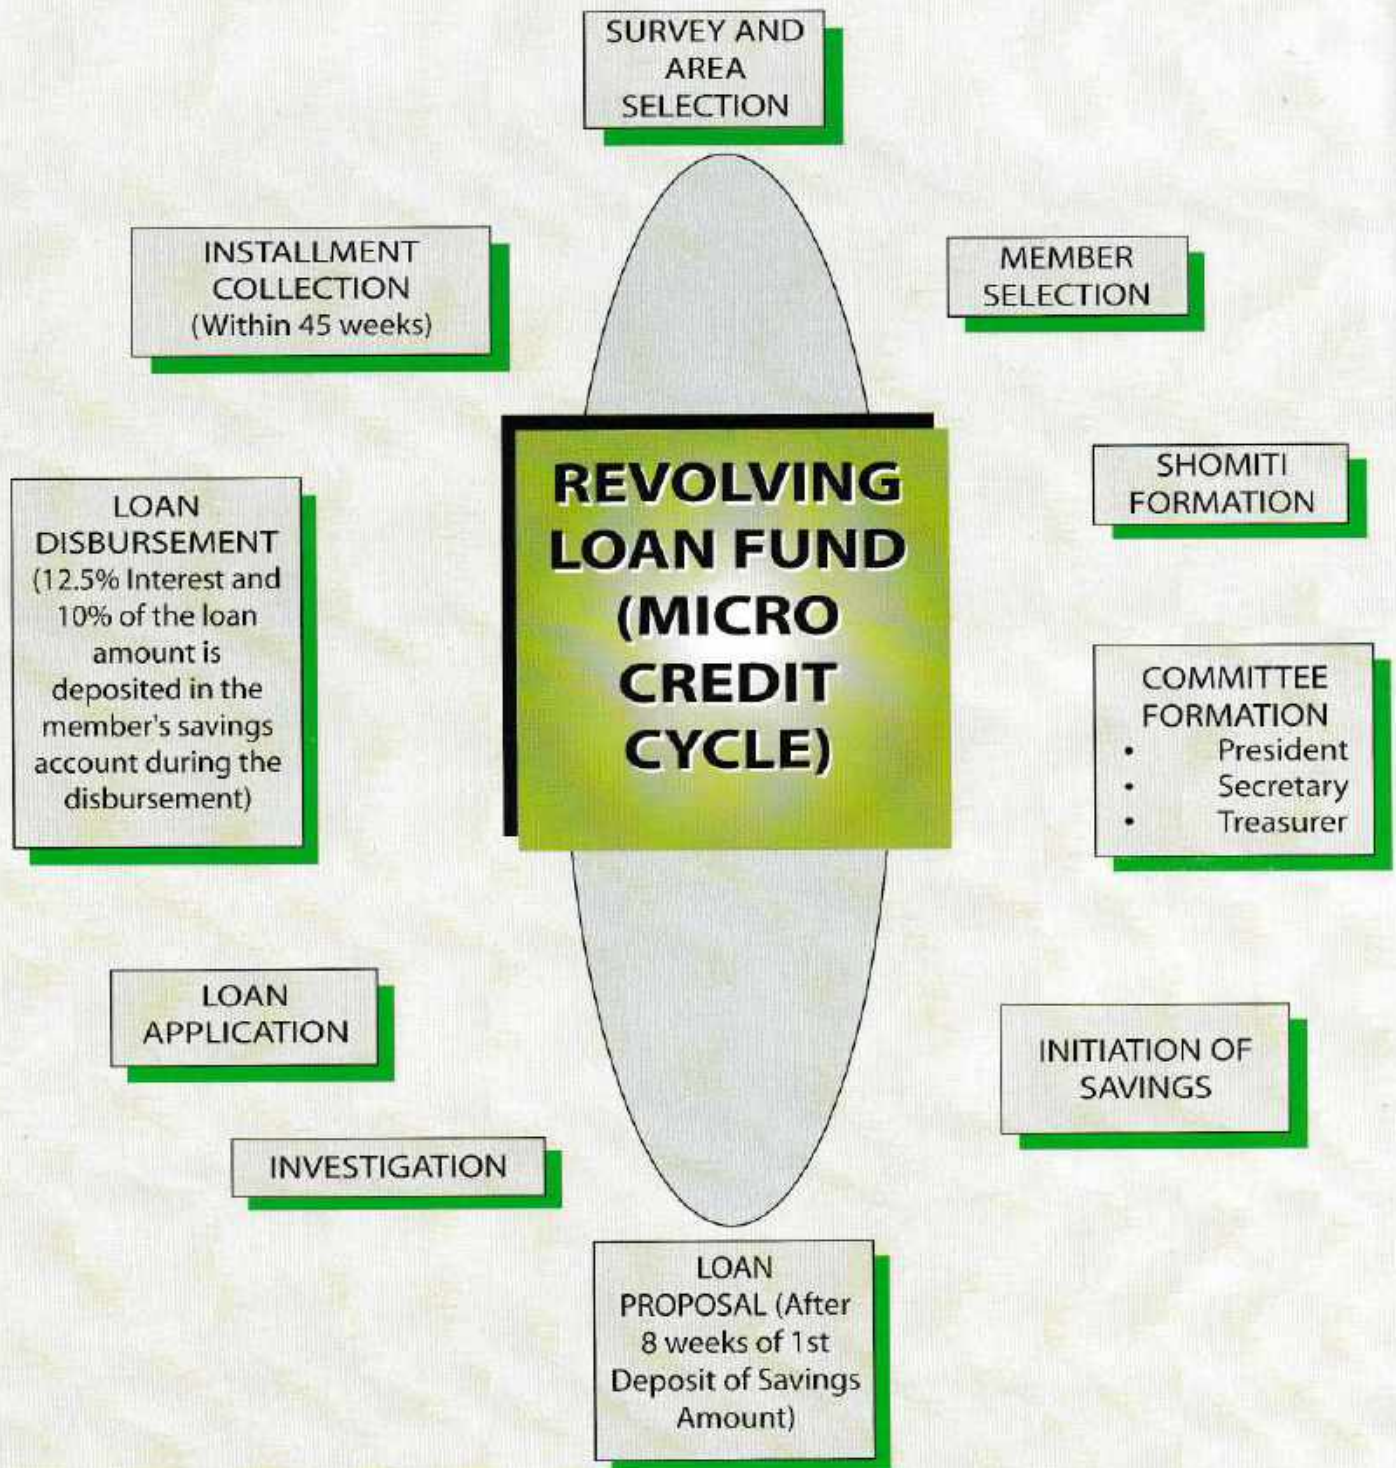 SURVEY AND
AREA
SELECTION
INSTALLMENT
COLLECTION
(Within 45 weeks)
MEMBER
SELECTION
REVOLVING
LOAN FUND
(MICRO
CREDIT
CYCLE)
SHOMITI
FORMATION
LOAN
DISBURSEMENT
(12.5% Interest and
10% of the loan
amount is
deposited in the
member's savings
account during the
disbursement)
COMMITTEE
FORMATION
• President
• Secretary
• Treasurer
LOAN
APPLICATION
INITIATION OF
SAVINGS
INVESTIGATION
LOAN
PROPOSAL (After
8 weeks of 1st
Deposit of Savings
Amount)